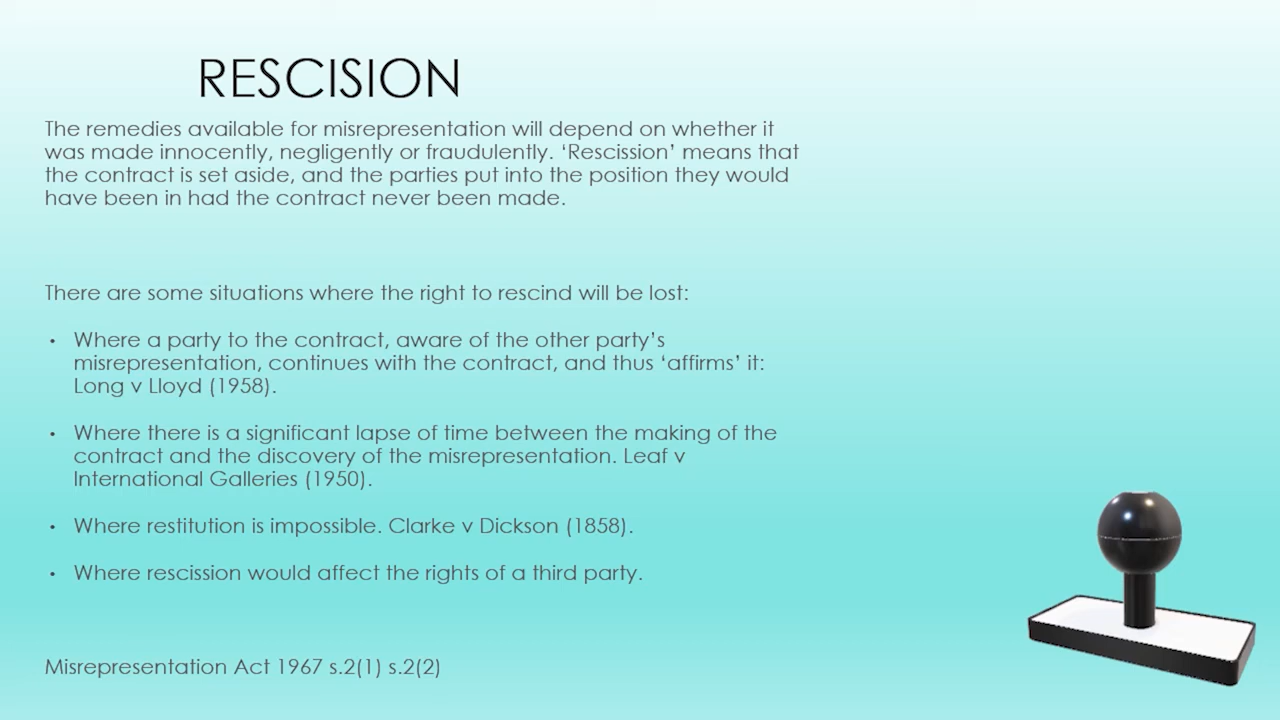 RESCISION
The remedies available for misrepresentation will depend on whether it
was made innocently, negligently or fraudulently. ‘Rescission’ means that
the contract is set aside, and the parties put into the position they would
have been in had the contract never been made.
There are some situations where the right to rescind will be lost:
• Where a party to the contract, aware of the other party’s
misrepresentation, continues with the contract, and thus ‘affirms’ it:
Long v Lloyd (1958).
• Where there is a significant lapse of time between the making of the
contract and the discovery of the misrepresentation. Leaf v
International Galleries (1950).
• Where restitution is impossible. Clarke v Dickson (1858).
• Where rescission would affect the rights of a third party.
Misrepresentation Act 1967 s.2(1) s.2(2)